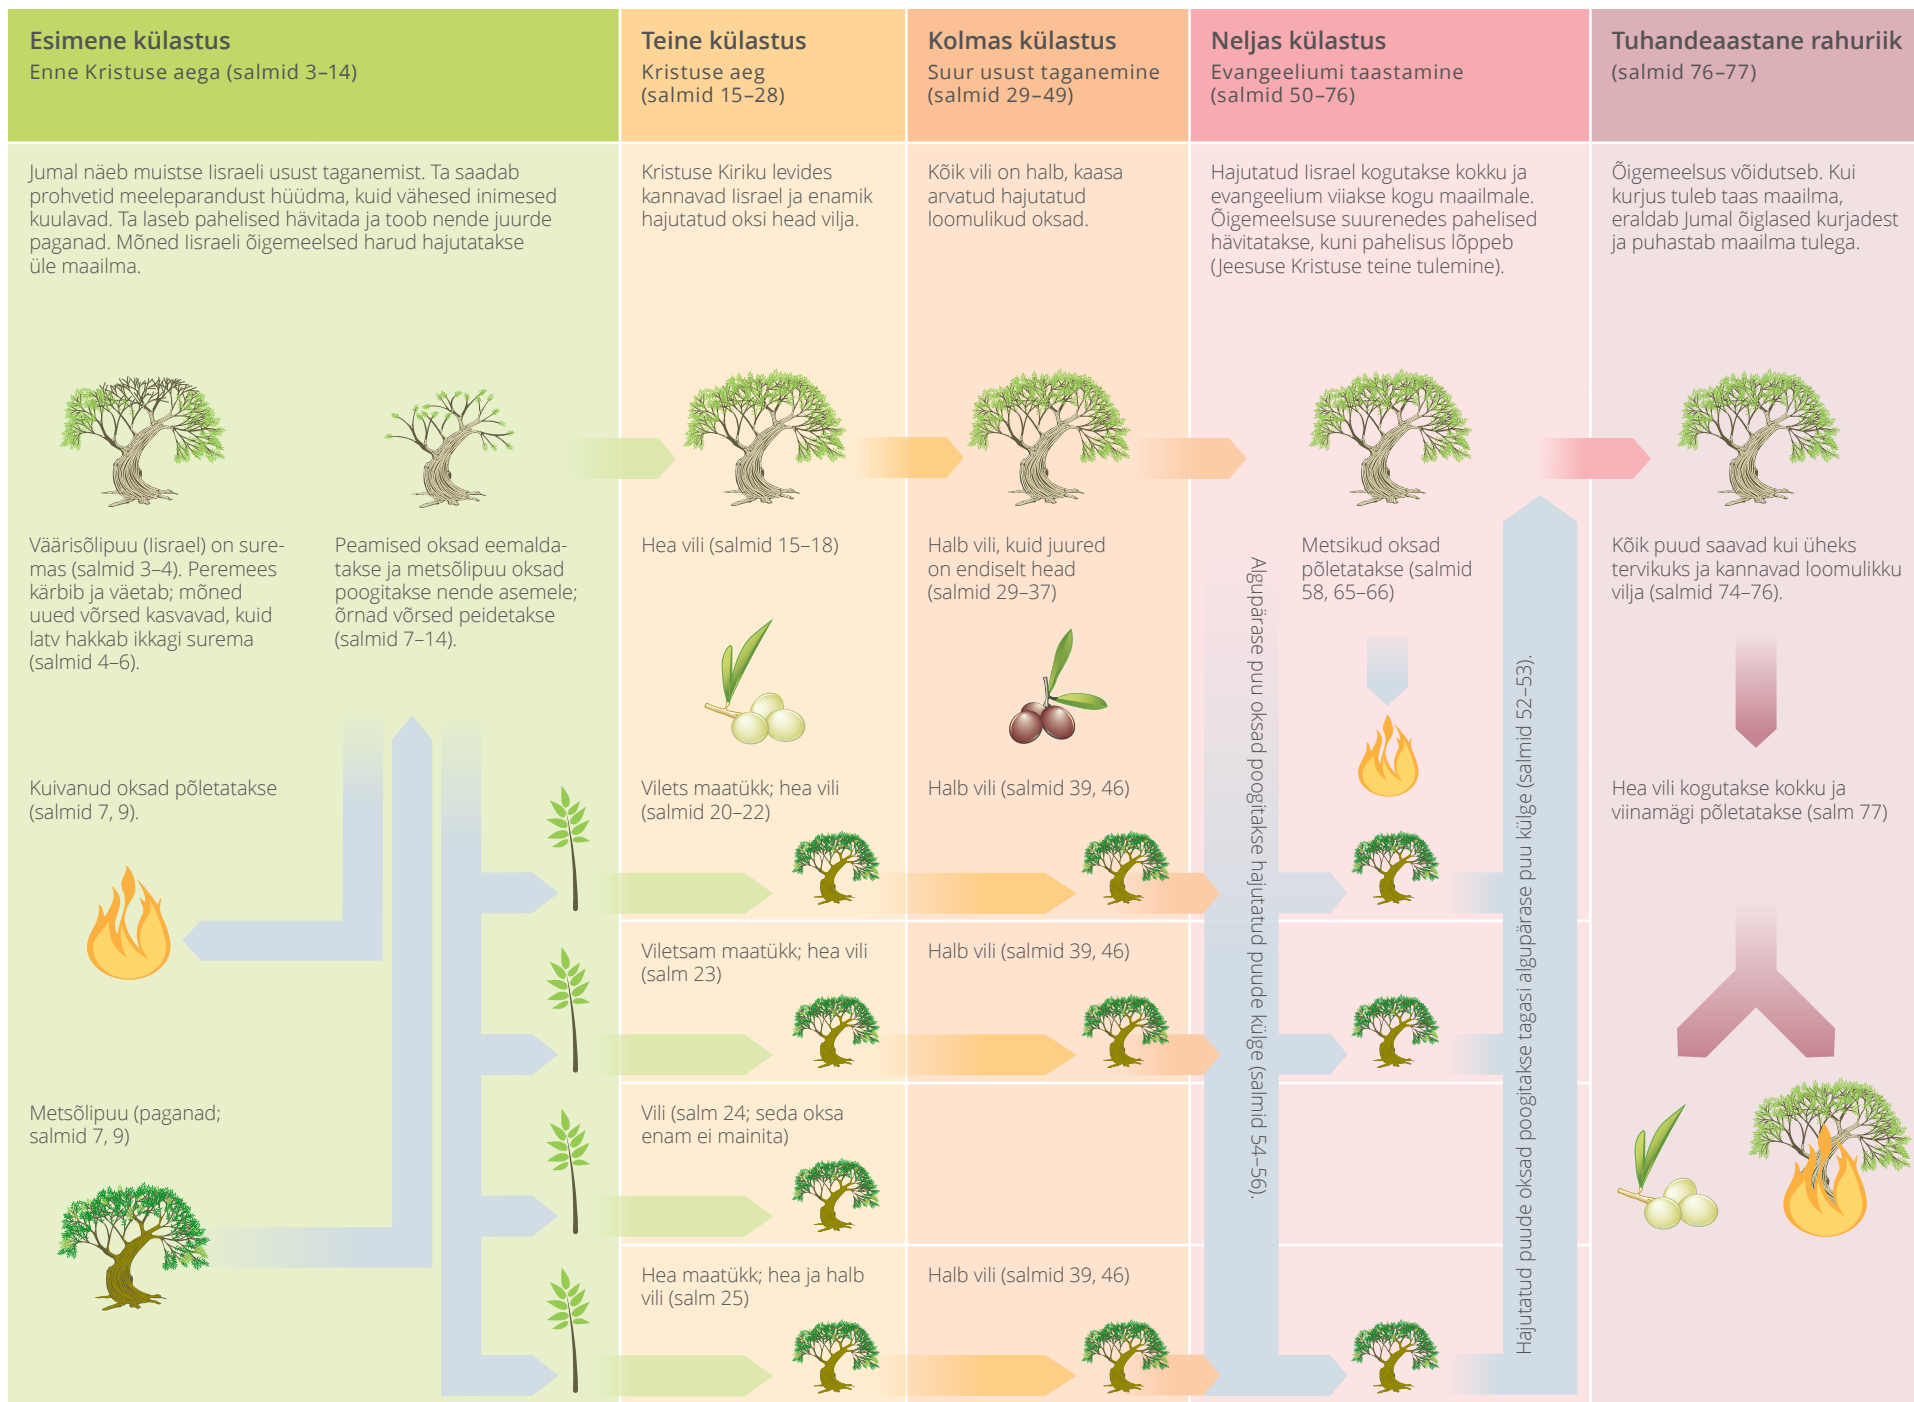 Esimene külastus
Enne Kristuse aega (salmid 3–14)
Jumal näeb muistse Iisraeli usust taganemist. Ta saadab
prohvetid meeleparandust hüüdma, kuid vähesed inimesed
kuulavad. Ta laseb pahelised hävitada ja toob nende juurde
paganad. Mõned Iisraeli õigemeelsed harud hajutatakse
üle maailma.
Väärisõlipuu (Iisrael) on sure-
mas (salmid 3–4). Peremees
kärbib ja väetab; mõned
uued võrsed kasvavad, kuid
latv hakkab ikkagi surema
(salmid 4–6).
Peamised oksad eemalda-
takse ja metsõlipuu oksad
poogitakse nende asemele;
õrnad võrsed peidetakse
(salmid 7–14).
Kuivanud oksad põletatakse
(salmid 7, 9).
Metsõlipuu (paganad;
salmid 7, 9)
Teine külastus
Kristuse aeg
(salmid 15–28)
Kristuse Kiriku levides
kannavad Iisrael ja enamik
hajutatud oksi head vilja.
Hea vili (salmid 15–18)
Vilets maatükk; hea vili
(salmid 20–22)
Viletsam maatükk; hea vili
(salm 23)
Vili (salm 24; seda oksa
enam ei mainita)
Hea maatükk; hea ja halb
vili (salm 25)
Kolmas külastus
Suur usust taganemine
(salmid 29–49)
Kõik vili on halb, kaasa
arvatud hajutatud
loomulikud oksad.
Halb vili, kuid juured
on endiselt head
(salmid 29–37)
Halb vili (salmid 39, 46)
Halb vili (salmid 39, 46)
Halb vili (salmid 39, 46)
Neljas külastus
Evangeeliumi taastamine
(salmid 50–76)
Hajutatud Iisrael kogutakse kokku ja
evangeelium viiakse kogu maailmale.
Õigemeelsuse suurenedes pahelised
hävitatakse, kuni pahelisus lõppeb
(Jeesuse Kristuse teine tulemine).
Algupärase puu oksad poogitakse hajutatud puude külge (salmid 54–56).
Metsikud oksad
põletatakse (salmid
58, 65–66)
Hajutatud puude oksad poogitakse tagasi algupärase puu külge (salmid 52–53).
Tuhandeaastane rahuriik
(salmid 76–77)
Õigemeelsus võidutseb. Kui
kurjus tuleb taas maailma,
eraldab Jumal õiglased kurjadest
ja puhastab maailma tulega.
Kõik puud saavad kui üheks
tervikuks ja kannavad loomulikku
vilja (salmid 74–76).
Hea vili kogutakse kokku ja
viinamägi põletatakse (salm 77)